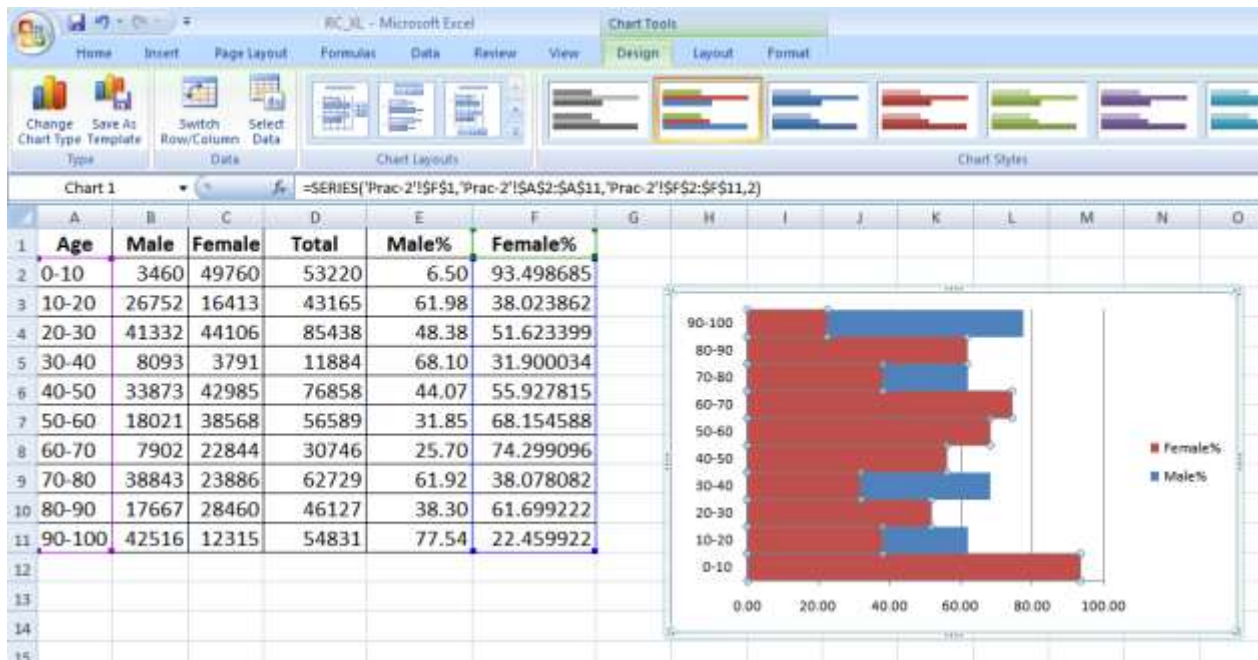 RC_XL - Microsoft Excel
Chart Tools
Home Insert Page Layout Formulas Data Review View Design Layout Format
Change Chart Type
Save As Template
Switch Row/Column
Select Data
Type
Data
Chart Layouts
Chart Styles
Chart 1
fx
=SERIES('Prac-2'!$F$1,'Prac-2'!$A$2:$A$11,'Prac-2'!$F$2:$F$11,2)
A B C D E F G H I J K L M N O
1 Age Male Female Total Male% Female%
2 0-10 3460 49760 53220 6.50 93.498685
3 10-20 26752 16413 43165 61.98 38.023862
4 20-30 41332 44106 85438 48.38 51.623399
5 30-40 8093 3791 11884 68.10 31.900034
6 40-50 33873 42985 76858 44.07 55.927815
7 50-60 18021 38568 56589 31.85 68.154588
8 60-70 7902 22844 30746 25.70 74.299096
9 70-80 38843 23886 62729 61.92 38.078082
10 80-90 17667 28460 46127 38.30 61.699222
11 90-100 42516 12315 54831 77.54 22.459922
12
13
14
15
90-100
80-90
70-80
60-70
50-60
40-50
30-40
20-30
10-20
0-10
0.00 20.00 40.00 60.00 80.00 100.00
Female%
Male%